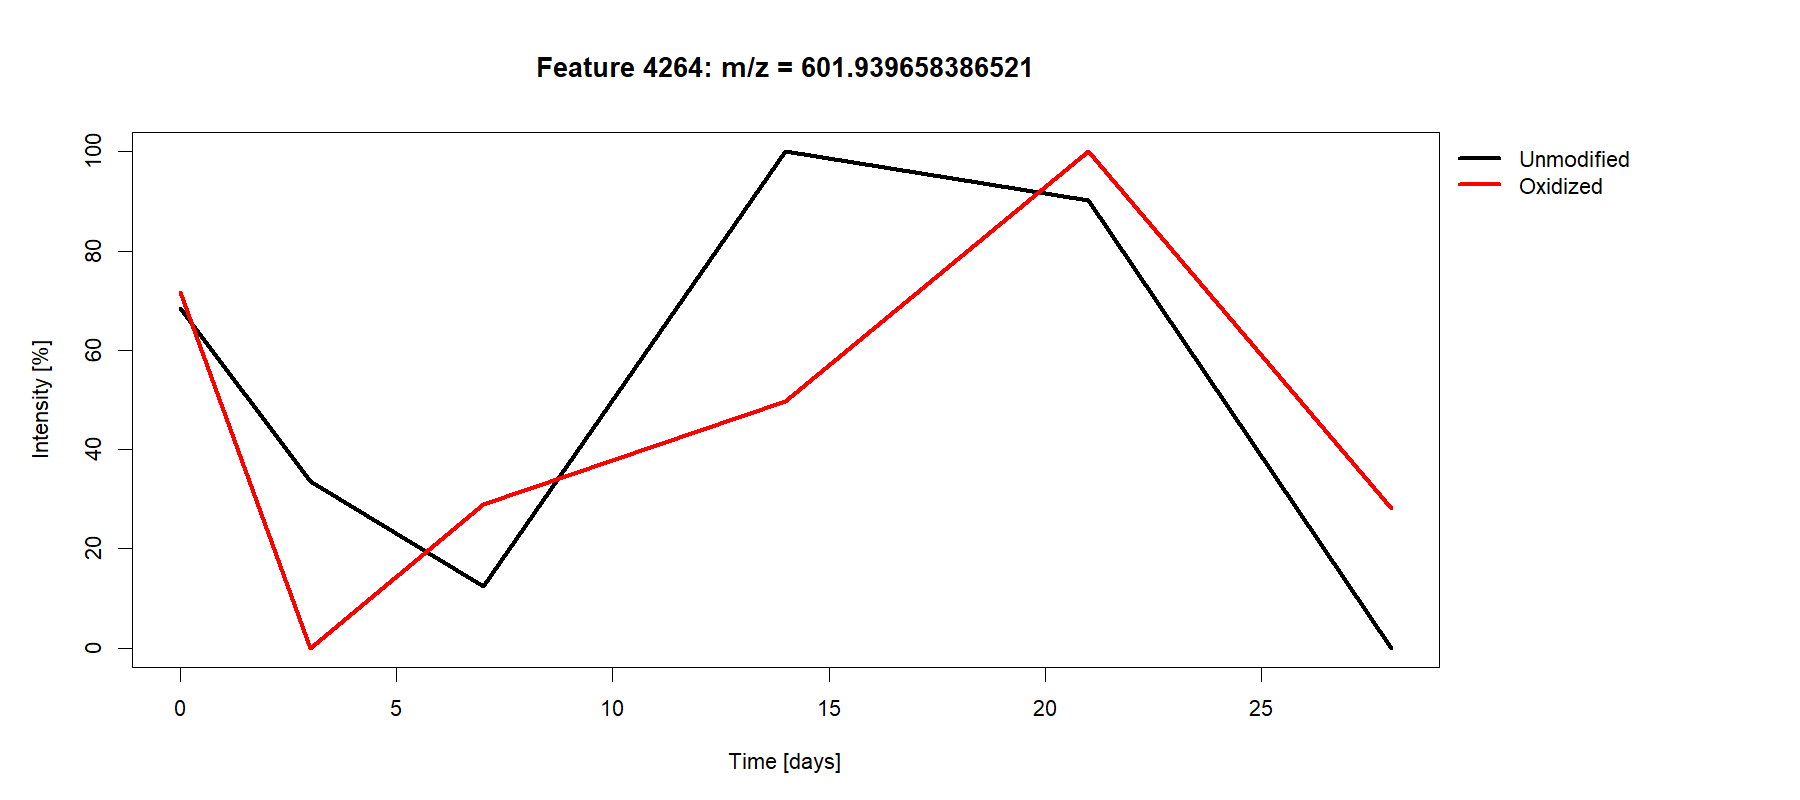 Feature 4264: m/z = 601.939658386521
Unmodified
Oxidized
Intensity [%]
100
80
60
40
20
0
0 5 10 15 20 25
Time [days]